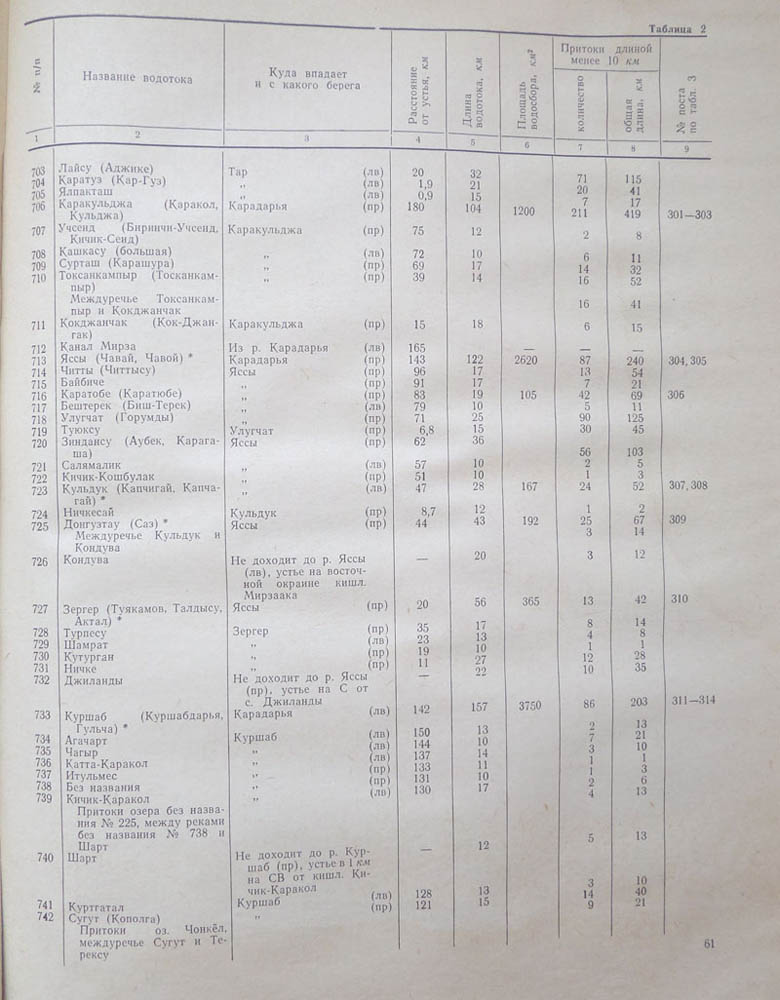 Таблица 2
№ п/п | Название водотока | Куда впадает и с какого берега | Расстояние от устья, км | Длина водотока, км | Площадь водосбора, км² | Притоки длиной менее 10 км: количество | общая длина, км | № поста по табл. 3
1 | 2 | 3 | 4 | 5 | 6 | 7 | 8 | 9
703 Лайсу (Аджике) Тар (лв) 20 32 71 115
704 Каратуз (Кар-Гуз) „ (лв) 1,9 21 20 41
705 Ялпакташ „ (лв) 0,9 15 7 17
706 Каракульджа (Каракол, Карадарья (пр) 180 104 1200 211 419 301—303
Кульджа)
707 Учсеид (Биринчи-Учсеид, Каракульджа (пр) 75 12 2 8
Кичик-Сеид)
708 Кашкасу (большая) „ (лв) 72 10 6 11
709 Сурташ (Карашура) „ (пр) 69 17 14 32
710 Токсанкампыр (Тосканкам- „ (пр) 39 14 16 52
пыр)
Междуречье Токсанкам-
пыр и Кокджанчак 16 41
711 Кокджанчак (Кок-Джан- Каракульджа (пр) 15 18 6 15
гак)
712 Канал Мирза Из р. Карадарья (лв) 165 — — —
713 Яссы (Чавай, Чавой) * Карадарья (пр) 143 122 2620 87 240 304, 305
714 Читты (Читтысу) Яссы (пр) 96 17 13 54
715 Байбиче „ (пр) 91 17 7 21
716 Каратобе (Каратюбе) „ (пр) 83 19 105 42 69 306
717 Бештерек (Биш-Терек) „ (лв) 79 10 5 11
718 Улугчат (Горумды) „ (пр) 71 25 90 125
719 Туюксу Улугчат (пр) 6,8 15 30 45
720 Зиндансу (Аубек, Карага- Яссы (пр) 62 36
ша) 56 103
721 Салямалик „ (лв) 57 10 2 5
722 Кичик-Кошбулак „ (пр) 51 10 1 3
723 Кульдук (Капчигай, Капча- „ (лв) 47 28 167 24 52 307, 308
гай) *
724 Ничкесай Кульдук (пр) 8,7 12 1 2
725 Донгузтау (Саз) * Яссы (пр) 44 43 192 25 67 309
Междуречье Кульдук и 3 14
Кондува
726 Кондува Не доходит до р. Яссы — 20 3 12
(лв), устье на восточ-
ной окраине кишл.
Мирзаака
727 Зергер (Туякамов, Талдысу, Яссы (пр) 20 56 365 13 42 310
Актал) *
728 Турпесу Зергер (пр) 35 17 8 14
729 Шамрат „ (лв) 23 13 4 8
730 Кутурган „ (пр) 19 10 1 1
731 Ничке „ (пр) 11 27 12 28
732 Джиланды Не доходит до р. Яссы — 22 10 35
(пр), устье на С от
с. Джиланды
733 Куршаб (Куршабдарья, Карадарья (лв) 142 157 3750 86 203 311—314
Гульча) *
734 Агачарт Куршаб (пр) 150 13 2 13
735 Чагыр „ (лв) 144 10 7 21
736 Катта-Каракол „ (лв) 137 14 3 10
737 Итульмес „ (пр) 133 11 1 1
738 Без названия „ (пр) 131 10 1 3
739 Кичик-Каракол „ (лв) 130 17 2 6
Притоки озера без назва- 4 13
ния № 225, между реками
без названия № 738 и
Шарт 5 13
740 Шарт Не доходит до р. Кур- — 12
шаб (пр), устье в 1 км
на СВ от кишл. Ки-
чик-Каракол 3 10
741 Куртгатал Куршаб (лв) 128 13 14 40
742 Сугут (Кополга) „ (пр) 121 15 9 21
Притоки оз. Чонкёл,
междуречье Сугут и Те-
рексу
61